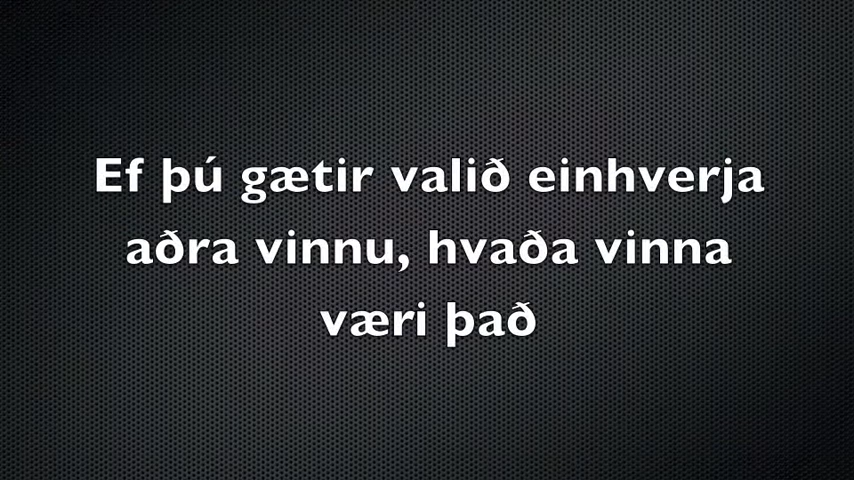 Ef þú gætir valið einhverja
aðra vinnu, hvaða vinna
væri það